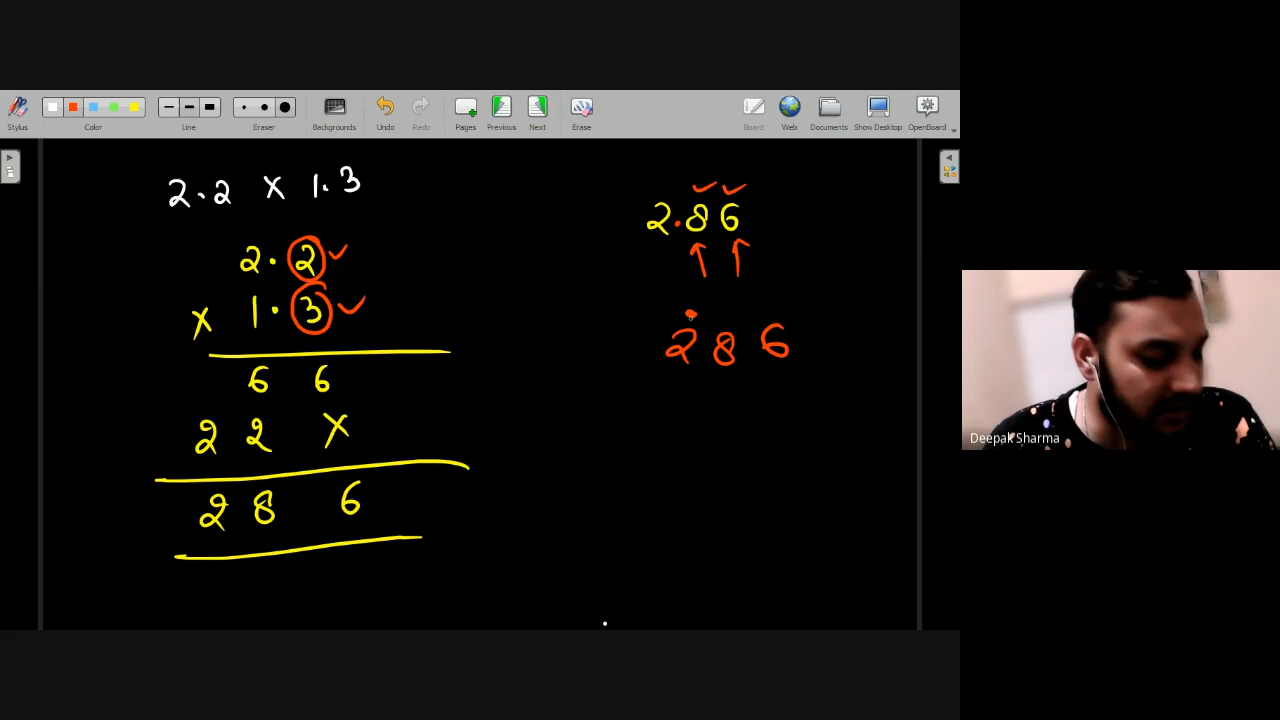 Stylus Color Line Eraser Backgrounds Undo Redo Pages Previous Next Erase Board Web Documents Show Desktop OpenBoard
2.2 x 1.3
2.2
x 1.3
6 6
2 2 x
2 8 6
2.86
2 8 6
Deepak Sharma